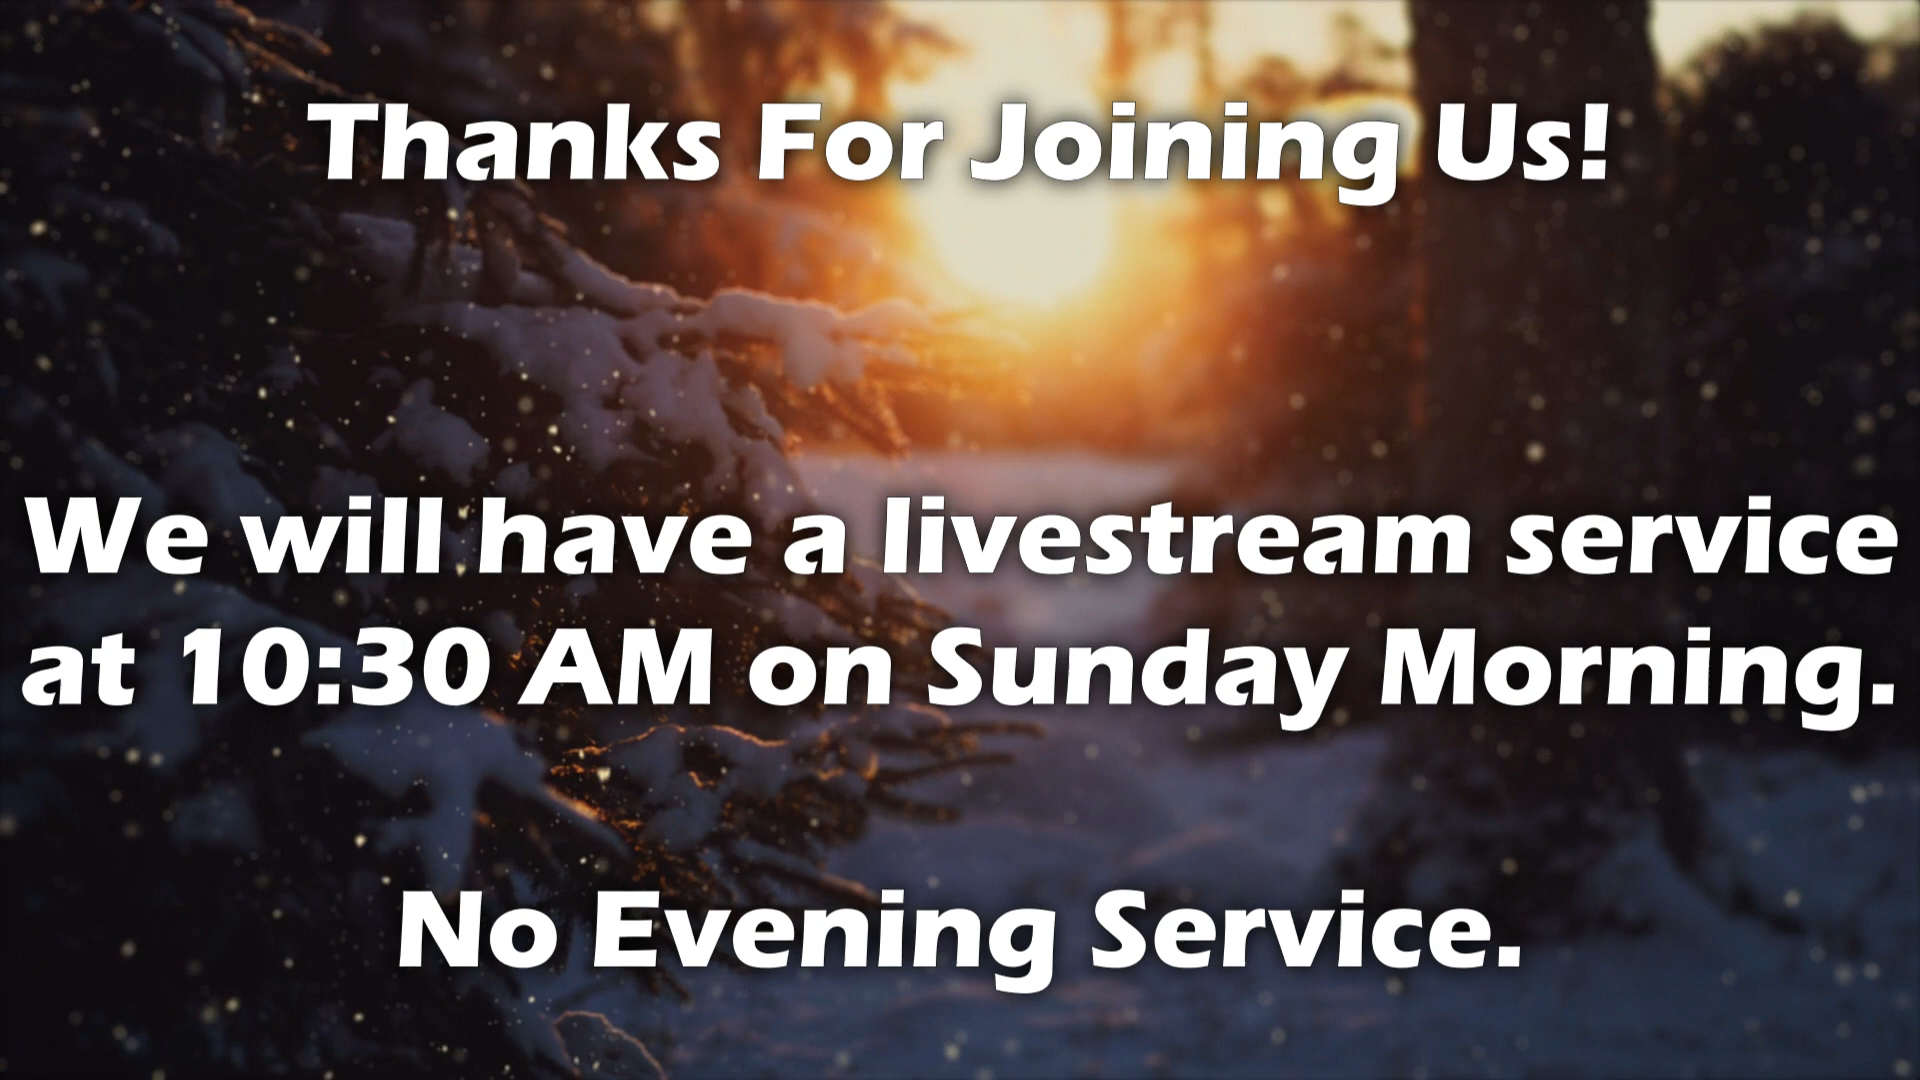 Thanks For Joining Us!
We will have a livestream service
at 10:30 AM on Sunday Morning.
No Evening Service.